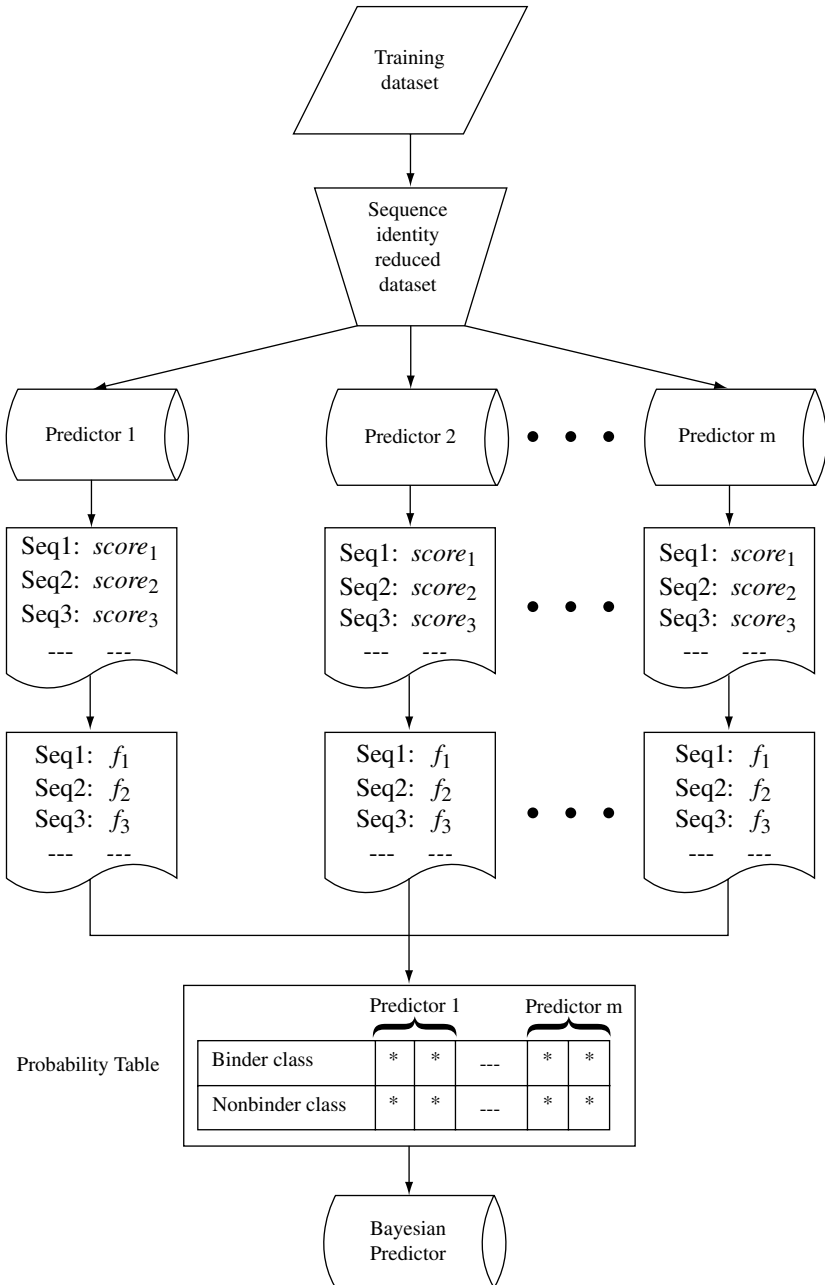 Training
dataset
Sequence
identity
reduced
dataset
Predictor 1
Predictor 2
Predictor m
Seq1: score1
Seq2: score2
Seq3: score3
--- ---
Seq1: score1
Seq2: score2
Seq3: score3
--- ---
Seq1: score1
Seq2: score2
Seq3: score3
--- ---
Seq1: f1
Seq2: f2
Seq3: f3
--- ---
Seq1: f1
Seq2: f2
Seq3: f3
--- ---
Seq1: f1
Seq2: f2
Seq3: f3
--- ---
Probability Table
Predictor 1 Predictor m
Binder class * * --- * *
Nonbinder class * * --- * *
Bayesian
Predictor